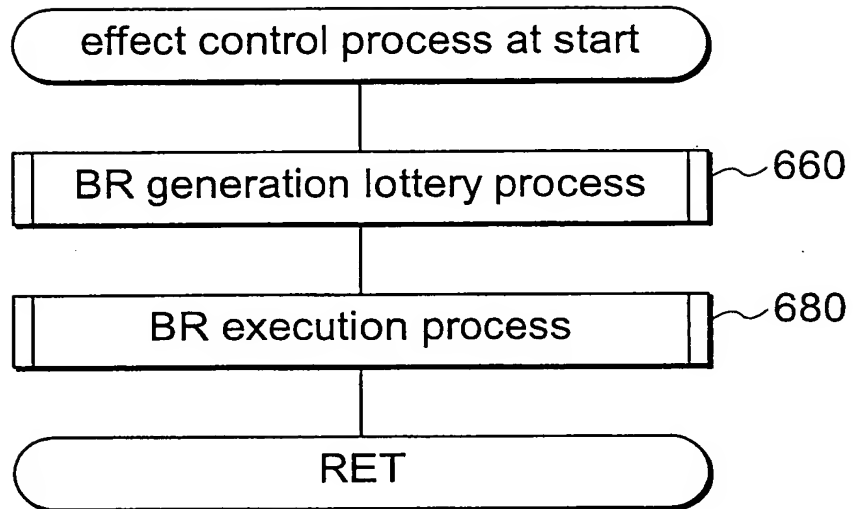 effect control process at start
BR generation lottery process 660
BR execution process 680
RET